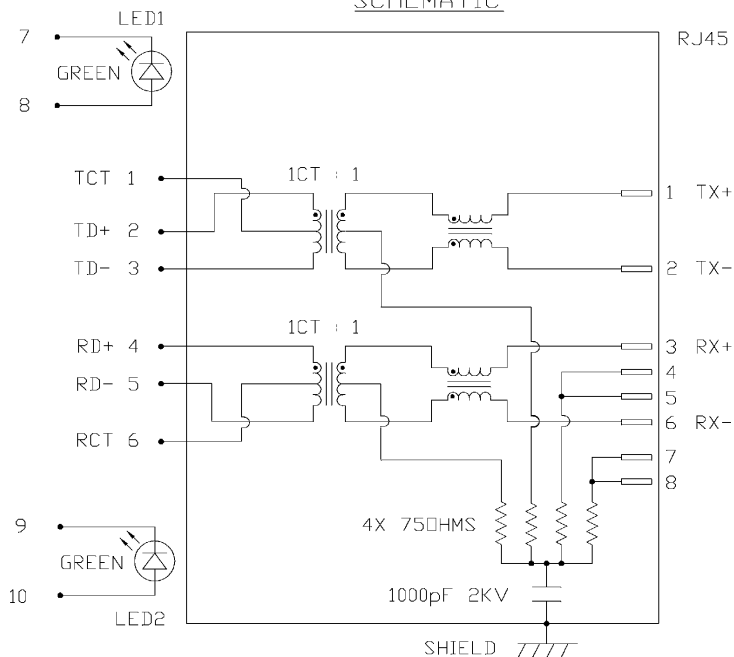 SCHEMATIC
LED1
7
RJ45
GREEN
8
TCT 1
1CT : 1
1 TX+
TD+ 2
TD- 3
2 TX-
1CT : 1
RD+ 4
3 RX+
4
RD- 5
5
6 RX-
RCT 6
7
8
9
4X 75OHMS
GREEN
10
1000pF 2KV
LED2
SHIELD